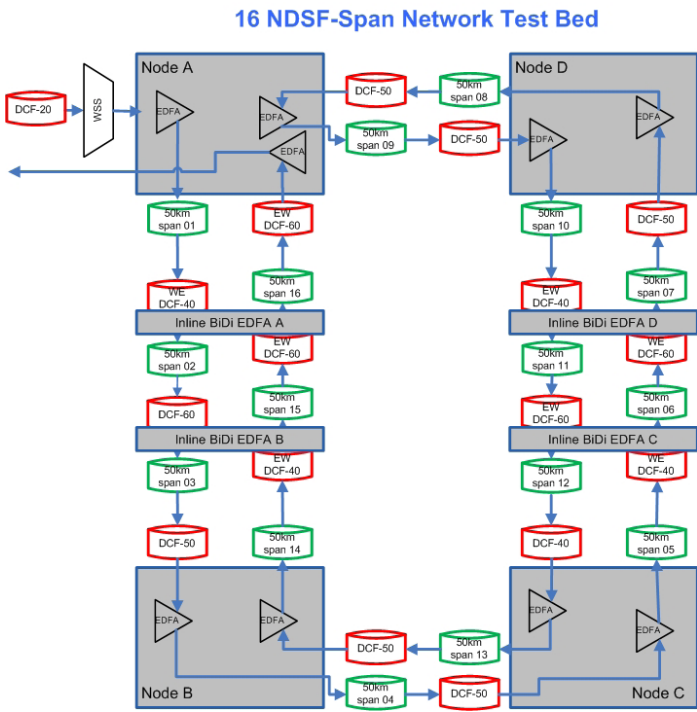 16 NDSF-Span Network Test Bed
Node A
Node D
DCF-20
WSS
EDFA
EDFA
EDFA
DCF-50
50km
span 08
50km
span 09
DCF-50
EDFA
EDFA
50km
span 01
EW
DCF-60
50km
span 10
DCF-50
WE
DCF-40
50km
span 16
EW
DCF-40
50km
span 07
Inline BiDi EDFA A
Inline BiDi EDFA D
50km
span 02
EW
DCF-60
50km
span 11
WE
DCF-60
DCF-60
50km
span 15
EW
DCF-60
50km
span 06
Inline BiDi EDFA B
Inline BiDi EDFA C
50km
span 03
EW
DCF-40
50km
span 12
WE
DCF-40
DCF-50
50km
span 14
DCF-40
50km
span 05
EDFA
EDFA
EDFA
EDFA
DCF-50
50km
span 13
50km
span 04
DCF-50
Node B
Node C